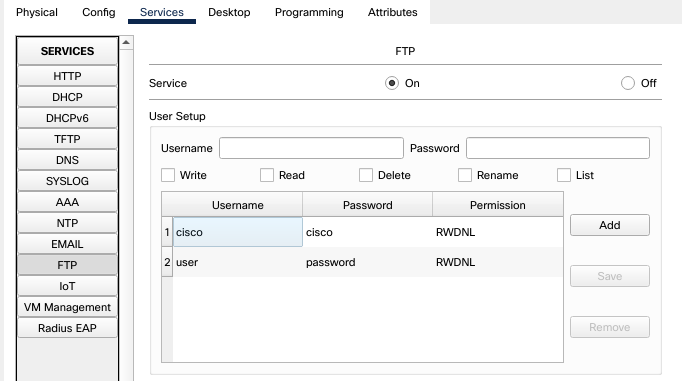 Physical Config Services Desktop Programming Attributes
SERVICES
HTTP
DHCP
DHCPv6
TFTP
DNS
SYSLOG
AAA
NTP
EMAIL
FTP
IoT
VM Management
Radius EAP
FTP
Service On Off
User Setup
Username Password
Write Read Delete Rename List
Username Password Permission
1 cisco cisco RWDNL
2 user password RWDNL
Add
Save
Remove